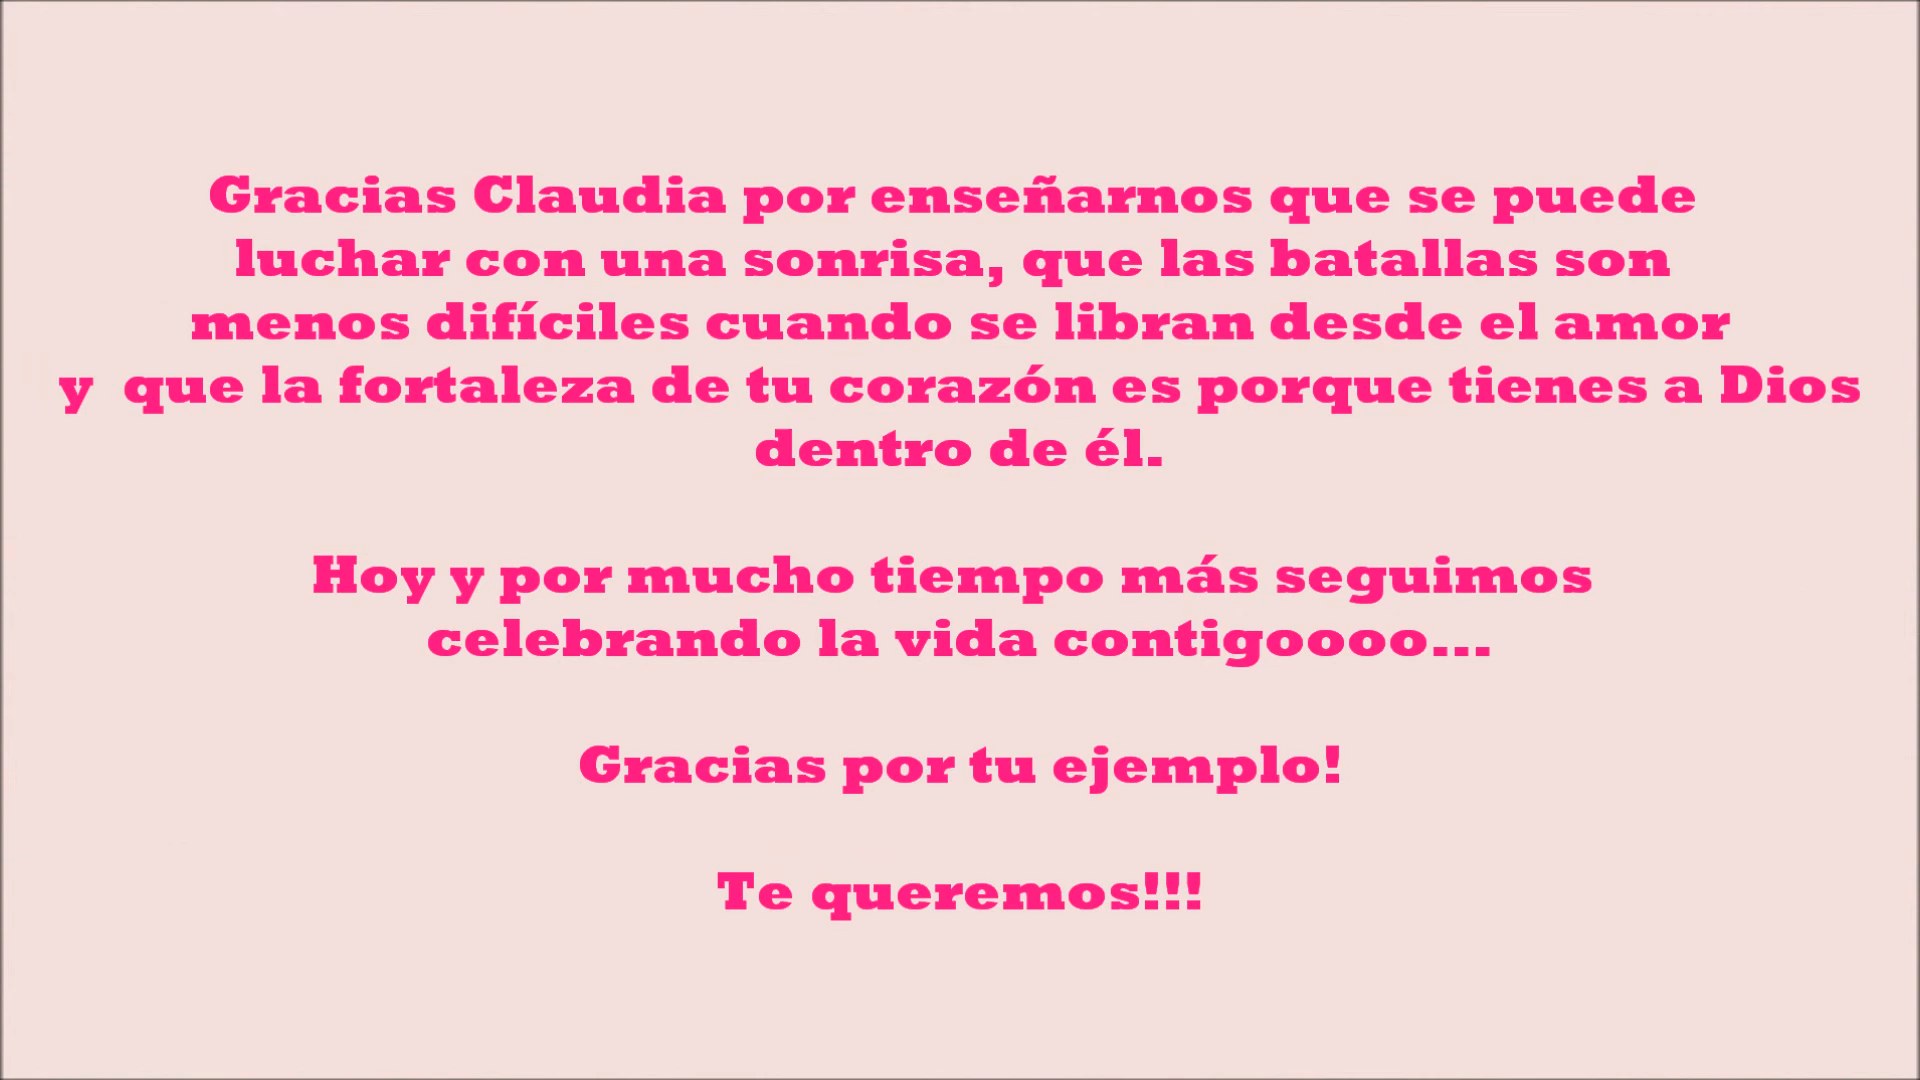 Gracias Claudia por enseñarnos que se puede
luchar con una sonrisa, que las batallas son
menos difíciles cuando se libran desde el amor
y  que la fortaleza de tu corazón es porque tienes a Dios
dentro de él.
Hoy y por mucho tiempo más seguimos
celebrando la vida contigoooo...
Gracias por tu ejemplo!
Te queremos!!!